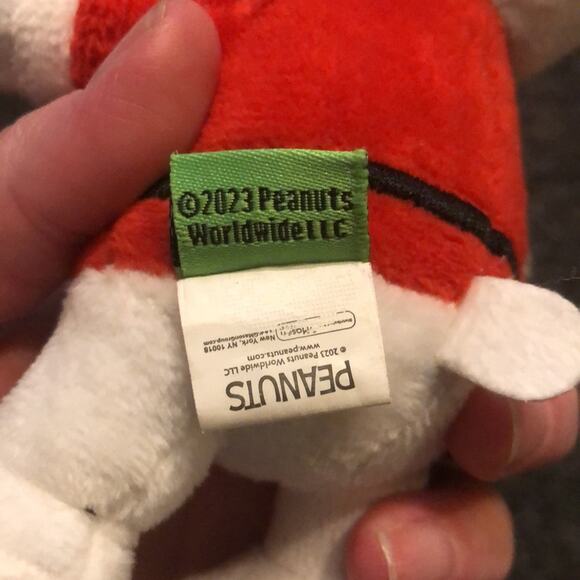 ©2023 Peanuts
Worldwide LLC
PEANUTS
© 2023 Peanuts Worldwide LLC
www.peanuts.com
New York, NY 10018